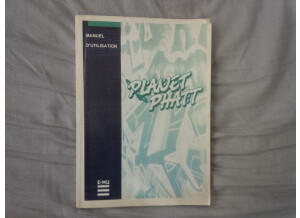 MANUEL
D'UTILISATION
PLANET
PHATT
E-MU